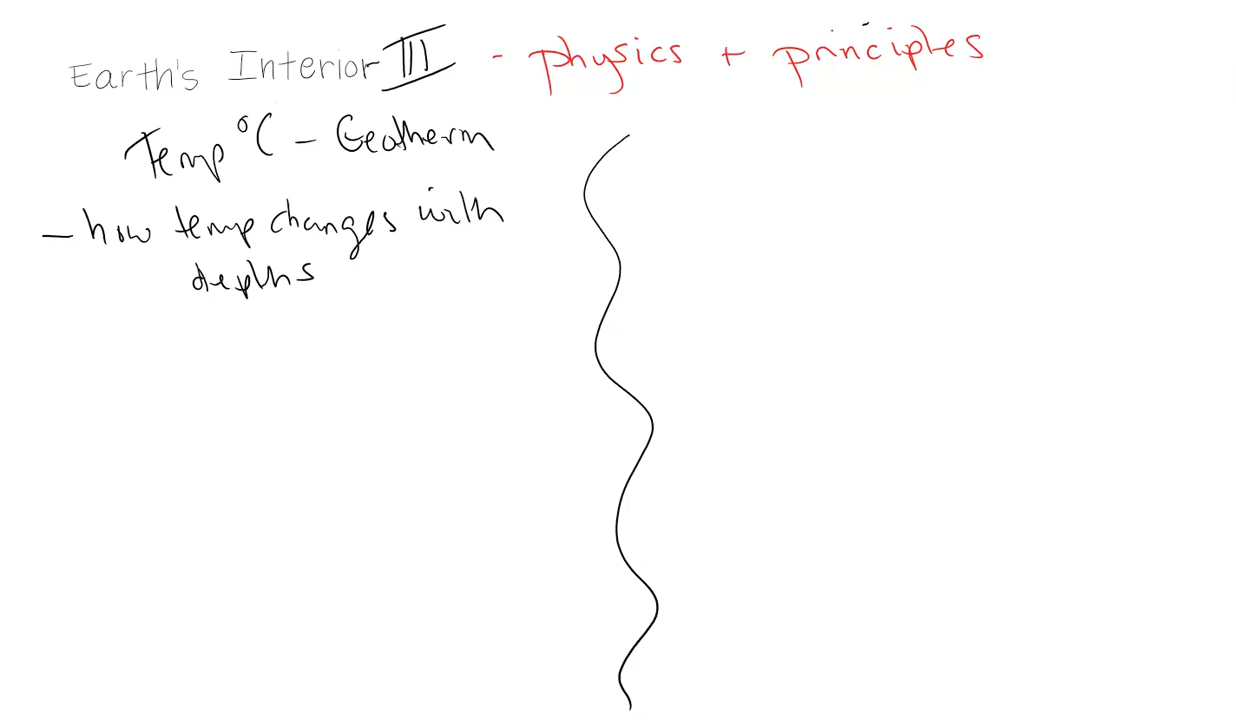 Earth's Interior III - physics + principles
Temp °C - Geotherm
- how temp changes with
depths